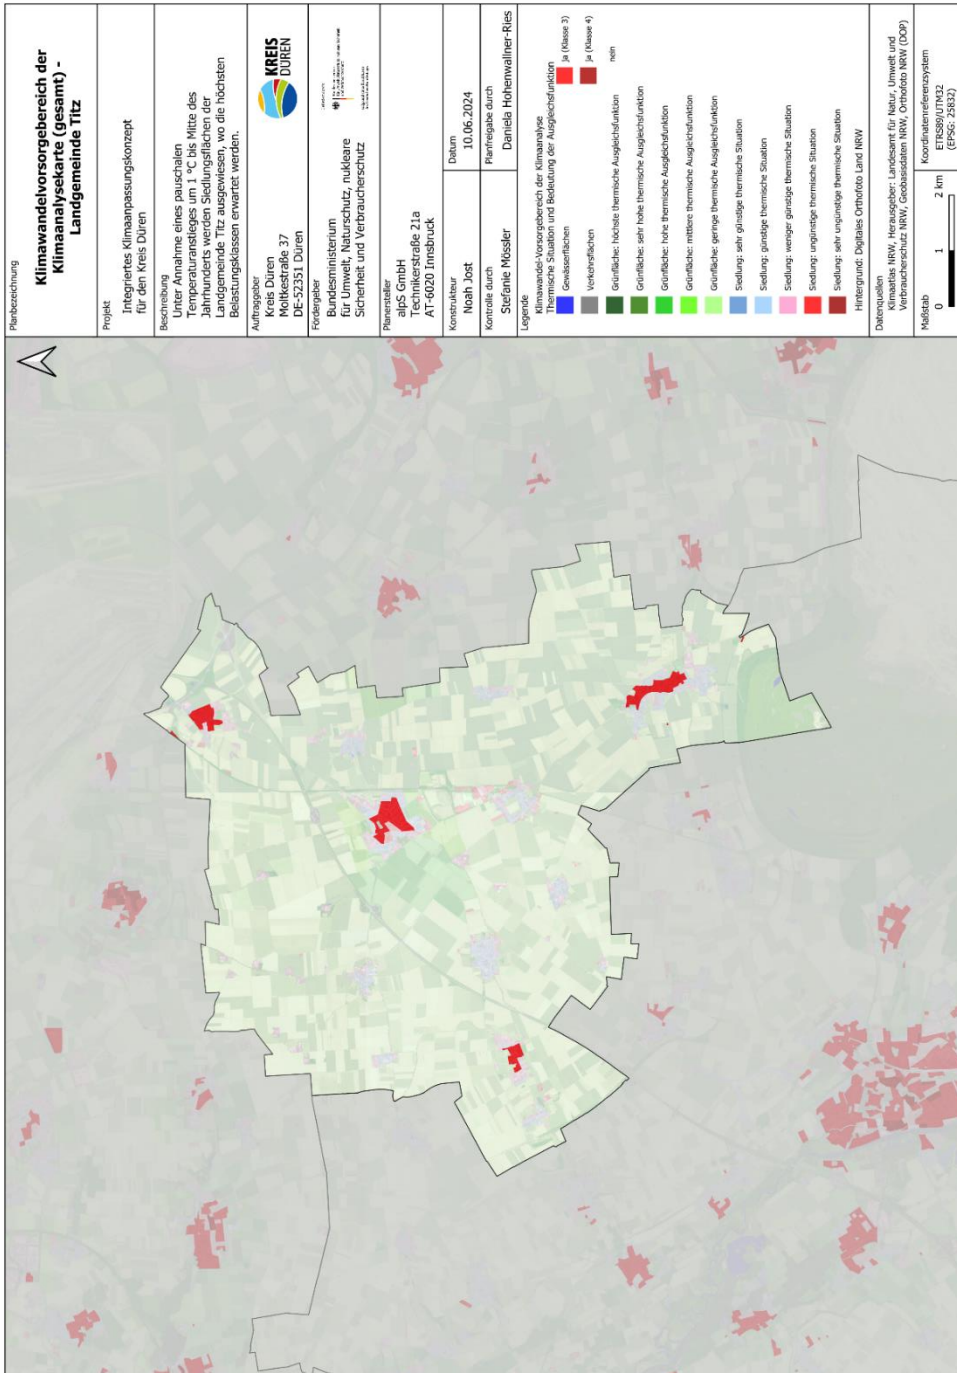 Planbezeichnung
Klimawandelvorsorgebereich der
Klimaanalysekarte (gesamt) -
Landgemeinde Titz
Projekt
Integriertes Klimaanpassungskonzept
für den Kreis Düren
Beschreibung
Unter Annahme eines pauschalen
Temperaturanstieges um 1 °C bis Mitte des
Jahrhunderts werden Siedlungsflächen der
Landgemeinde Titz ausgewiesen, wo die höchsten
Belastungsklassen erwartet werden.
Auftraggeber
Kreis Düren
Moltkestraße 37
DE-52351 Düren
KREIS
DÜREN
Fördergeber
Bundesministerium
für Umwelt, Naturschutz, nukleare
Sicherheit und Verbraucherschutz
Planersteller
alpS GmbH
Technikerstraße 21a
AT-6020 Innsbruck
Konstrukteur
Noah Jost
Datum
10.06.2024
Kontrolle durch
Stefanie Mössler
Planfreigabe durch
Daniela Hohenwallner-Ries
Legende
Klimawandel-Vorsorgebereich der Klimaanalyse
Thermische Situation und Bedeutung der Ausgleichsfunktion
Gewässerflächen
Verkehrsflächen
Grünfläche: höchste thermische Ausgleichsfunktion
Grünfläche: sehr hohe thermische Ausgleichsfunktion
Grünfläche: hohe thermische Ausgleichsfunktion
Grünfläche: mittlere thermische Ausgleichsfunktion
Grünfläche: geringe thermische Ausgleichsfunktion
Siedlung: sehr günstige thermische Situation
Siedlung: günstige thermische Situation
Siedlung: weniger günstige thermische Situation
Siedlung: ungünstige thermische Situation
Siedlung: sehr ungünstige thermische Situation
ja (Klasse 3)
ja (Klasse 4)
nein
Hintergrund: Digitales Orthofoto Land NRW
Datenquellen
Klimaatlas NRW, Herausgeber: Landesamt für Natur, Umwelt und
Verbraucherschutz NRW, Geobasisdaten NRW, Orthofoto NRW (DOP)
Maßstab
0 1 2 km
Koordinatenreferenzsystem
ETRS89/UTM32
(EPSG: 25832)